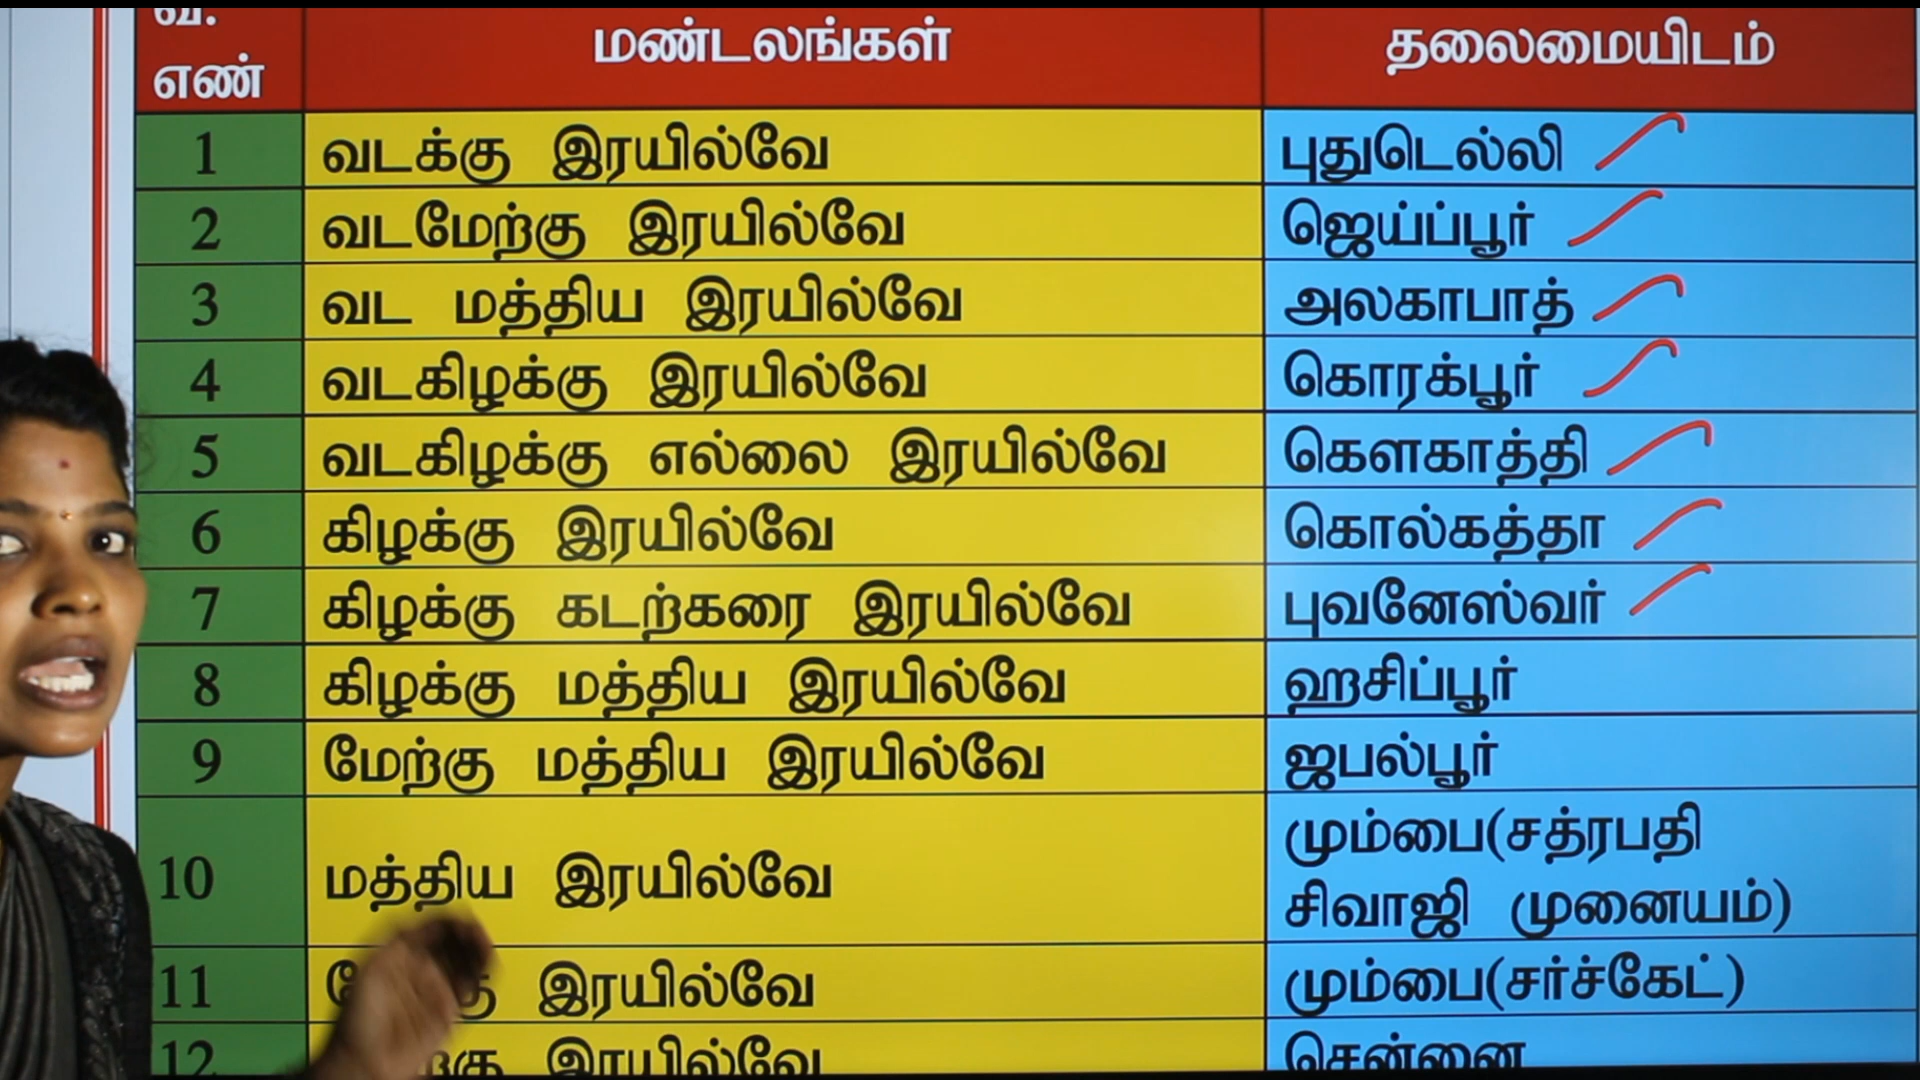 வ. மண்டலங்கள் தலைமையிடம்
எண்
1 வடக்கு இரயில்வே புதுடெல்லி
2 வடமேற்கு இரயில்வே ஜெய்ப்பூர்
3 வட மத்திய இரயில்வே அலகாபாத்
4 வடகிழக்கு இரயில்வே கொரக்பூர்
5 வடகிழக்கு எல்லை இரயில்வே கௌகாத்தி
6 கிழக்கு இரயில்வே கொல்கத்தா
7 கிழக்கு கடற்கரை இரயில்வே புவனேஸ்வர்
8 கிழக்கு மத்திய இரயில்வே ஹசிப்பூர்
9 மேற்கு மத்திய இரயில்வே ஜபல்பூர்
10 மத்திய இரயில்வே மும்பை(சத்ரபதி
சிவாஜி முனையம்)
11 இரயில்வே மும்பை(சர்ச்கேட்)
12 இரயில்வே சென்னை